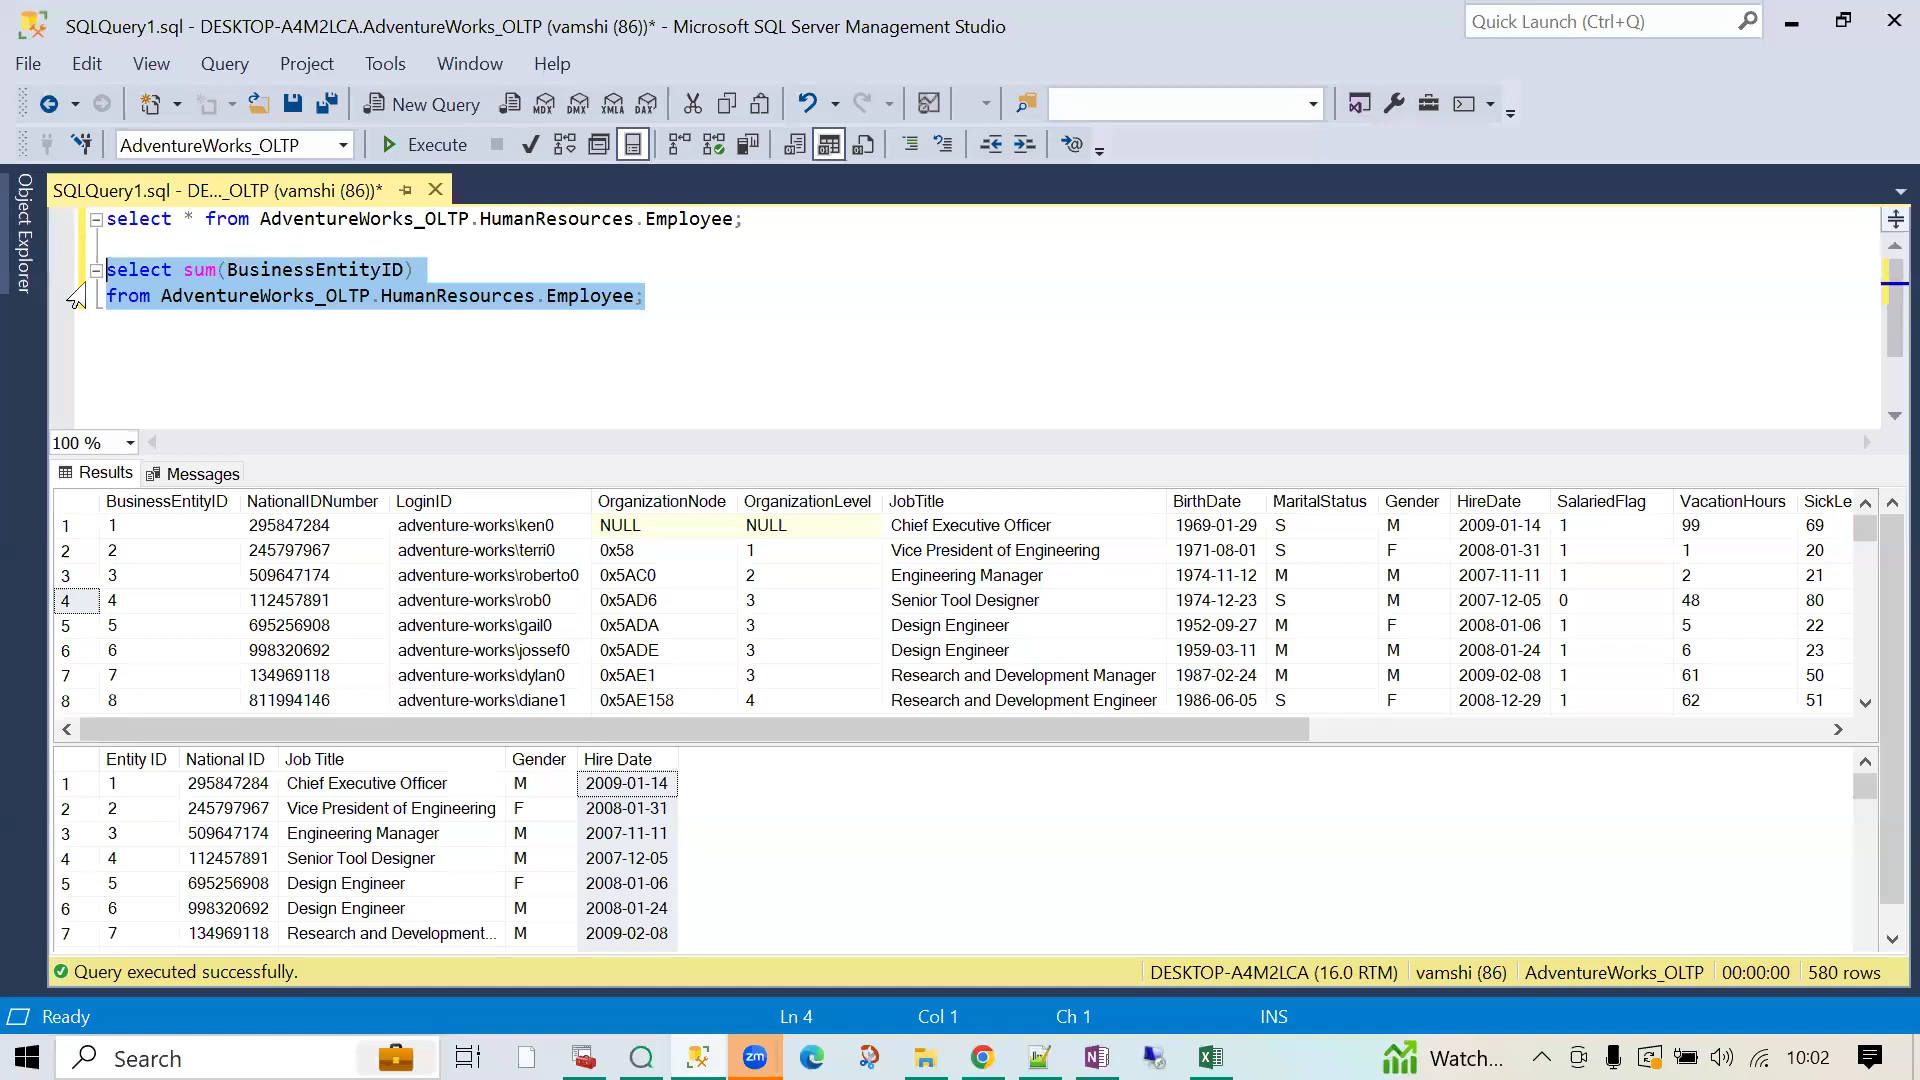 SQLQuery1.sql - DESKTOP-A4M2LCA.AdventureWorks_OLTP (vamshi (86))* - Microsoft SQL Server Management Studio
Quick Launch (Ctrl+Q)
File Edit View Query Project Tools Window Help
New Query MDX DMX XMLA DAX
AdventureWorks_OLTP Execute
Object Explorer
SQLQuery1.sql - DE..._OLTP (vamshi (86))*
select * from AdventureWorks_OLTP.HumanResources.Employee;
select sum(BusinessEntityID)
from AdventureWorks_OLTP.HumanResources.Employee;
100 %
Results Messages
BusinessEntityID NationalIDNumber LoginID OrganizationNode OrganizationLevel JobTitle BirthDate MaritalStatus Gender HireDate SalariedFlag VacationHours SickLe
1 1 295847284 adventure-works\ken0 NULL NULL Chief Executive Officer 1969-01-29 S M 2009-01-14 1 99 69
2 2 245797967 adventure-works\terri0 0x58 1 Vice President of Engineering 1971-08-01 S F 2008-01-31 1 1 20
3 3 509647174 adventure-works\roberto0 0x5AC0 2 Engineering Manager 1974-11-12 M M 2007-11-11 1 2 21
4 4 112457891 adventure-works\rob0 0x5AD6 3 Senior Tool Designer 1974-12-23 S M 2007-12-05 0 48 80
5 5 695256908 adventure-works\gail0 0x5ADA 3 Design Engineer 1952-09-27 M F 2008-01-06 1 5 22
6 6 998320692 adventure-works\jossef0 0x5ADE 3 Design Engineer 1959-03-11 M M 2008-01-24 1 6 23
7 7 134969118 adventure-works\dylan0 0x5AE1 3 Research and Development Manager 1987-02-24 M M 2009-02-08 1 61 50
8 8 811994146 adventure-works\diane1 0x5AE158 4 Research and Development Engineer 1986-06-05 S F 2008-12-29 1 62 51
Entity ID National ID Job Title Gender Hire Date
1 1 295847284 Chief Executive Officer M 2009-01-14
2 2 245797967 Vice President of Engineering F 2008-01-31
3 3 509647174 Engineering Manager M 2007-11-11
4 4 112457891 Senior Tool Designer M 2007-12-05
5 5 695256908 Design Engineer F 2008-01-06
6 6 998320692 Design Engineer M 2008-01-24
7 7 134969118 Research and Development... M 2009-02-08
Query executed successfully. DESKTOP-A4M2LCA (16.0 RTM) vamshi (86) AdventureWorks_OLTP 00:00:00 580 rows
Ready Ln 4 Col 1 Ch 1 INS
Search zm Watch... 10:02